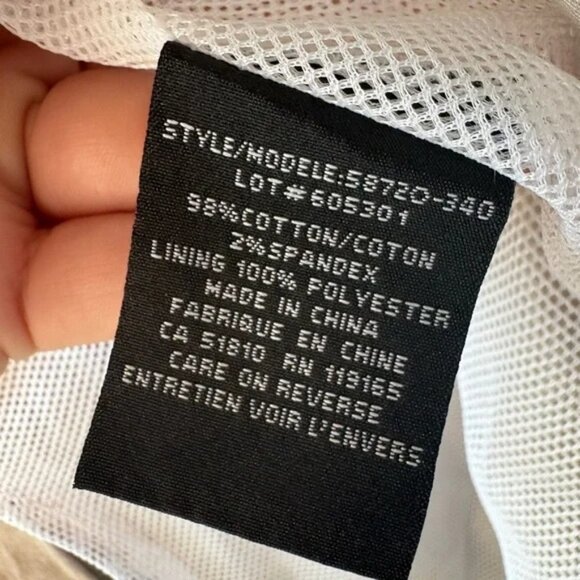 STYLE/MODELE:58720-340
LOT#605301
98%COTTON/COTON
2%SPANDEX
LINING 100% POLYESTER
MADE IN CHINA
FABRIQUE EN CHINE
CA 51810 RN 119165
CARE ON REVERSE
ENTRETIEN VOIR L'ENVERS